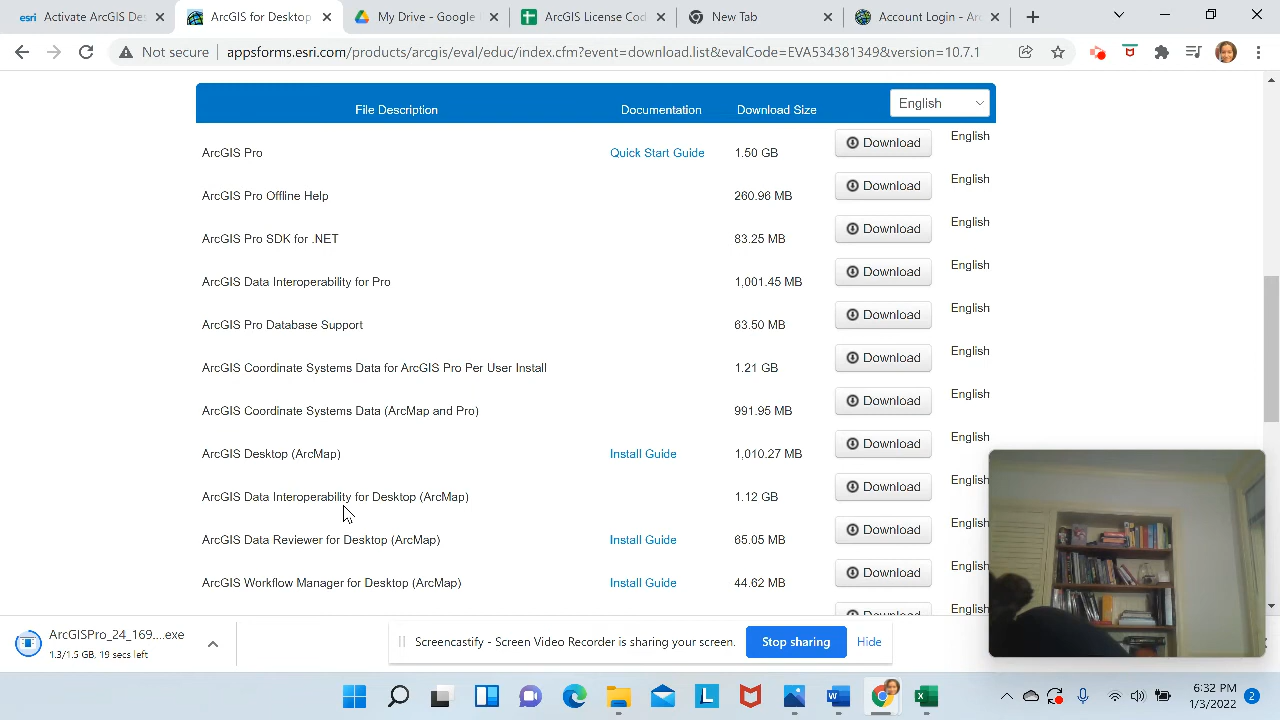 Activate ArcGIS De
ArcGIS for Desktop
My Drive - Google
ArcGIS License Cod
New Tab
Account Login - Arc
Not secure
appsforms.esri.com/products/arcgis/eval/educ/index.cfm?event=download.list&evalCode=EVA534381349&version=10.7.1
File Description Documentation Download Size English
ArcGIS Pro Quick Start Guide 1.50 GB Download English
ArcGIS Pro Offline Help 260.96 MB Download English
ArcGIS Pro SDK for .NET 83.25 MB Download English
ArcGIS Data Interoperability for Pro 1,001.45 MB Download English
ArcGIS Pro Database Support 63.50 MB Download English
ArcGIS Coordinate Systems Data for ArcGIS Pro Per User Install 1.21 GB Download English
ArcGIS Coordinate Systems Data (ArcMap and Pro) 991.95 MB Download English
ArcGIS Desktop (ArcMap) Install Guide 1,010.27 MB Download English
ArcGIS Data Interoperability for Desktop (ArcMap) 1.12 GB Download English
ArcGIS Data Reviewer for Desktop (ArcMap) Install Guide 65.05 MB Download English
ArcGIS Workflow Manager for Desktop (ArcMap) Install Guide 44.62 MB Download English
Download English
ArcGISPro_24_169....exe
1.3/1.5 GB, 19 secs left
Screencastify - Screen Video Recorder is sharing your screen.
Stop sharing
Hide
6:32 PM
1/3/2022
2